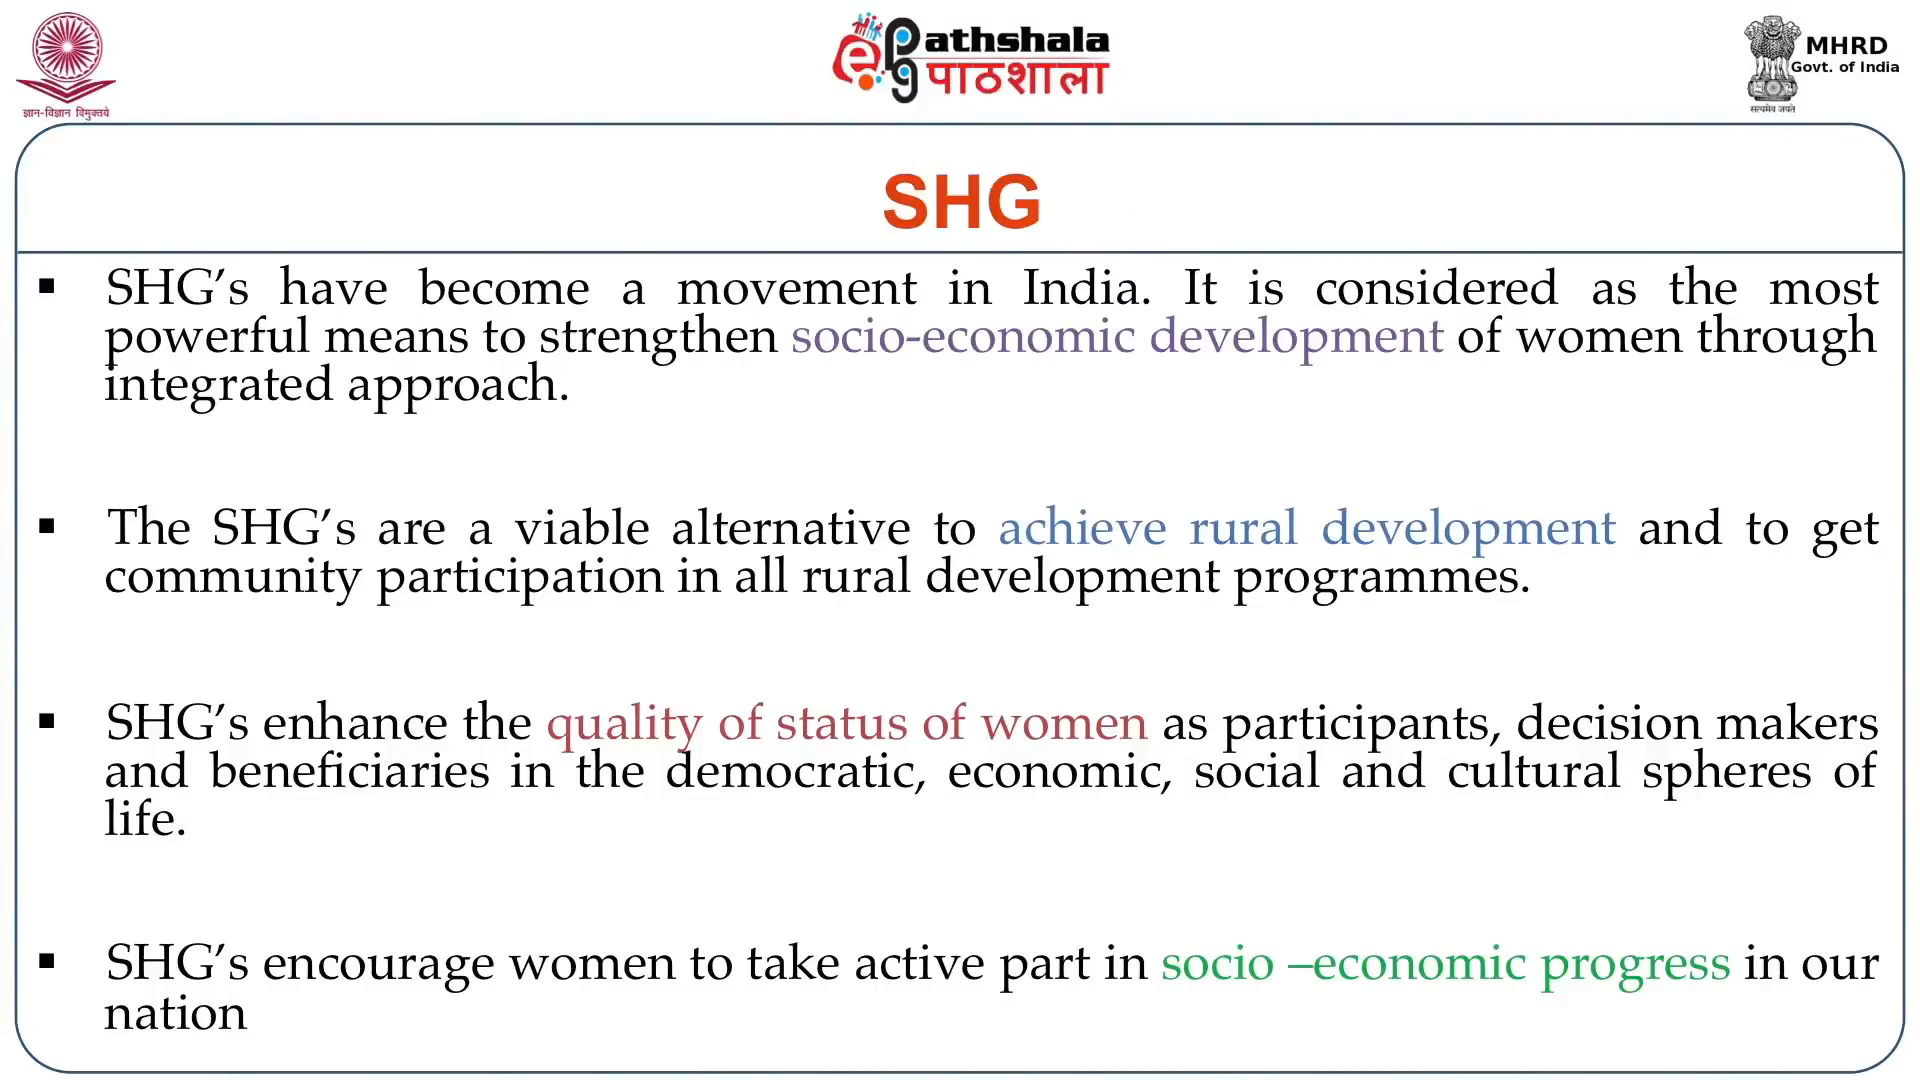 ज्ञान-विज्ञान विमुक्तये
e Pathshala
पाठशाला
MHRD
Govt. of India
सत्यमेव जयते
SHG
▪ SHG’s have become a movement in India. It is considered as the most
powerful means to strengthen socio-economic development of women through
integrated approach.
▪ The SHG’s are a viable alternative to achieve rural development and to get
community participation in all rural development programmes.
▪ SHG’s enhance the quality of status of women as participants, decision makers
and beneficiaries in the democratic, economic, social and cultural spheres of
life.
▪ SHG’s encourage women to take active part in socio –economic progress in our
nation